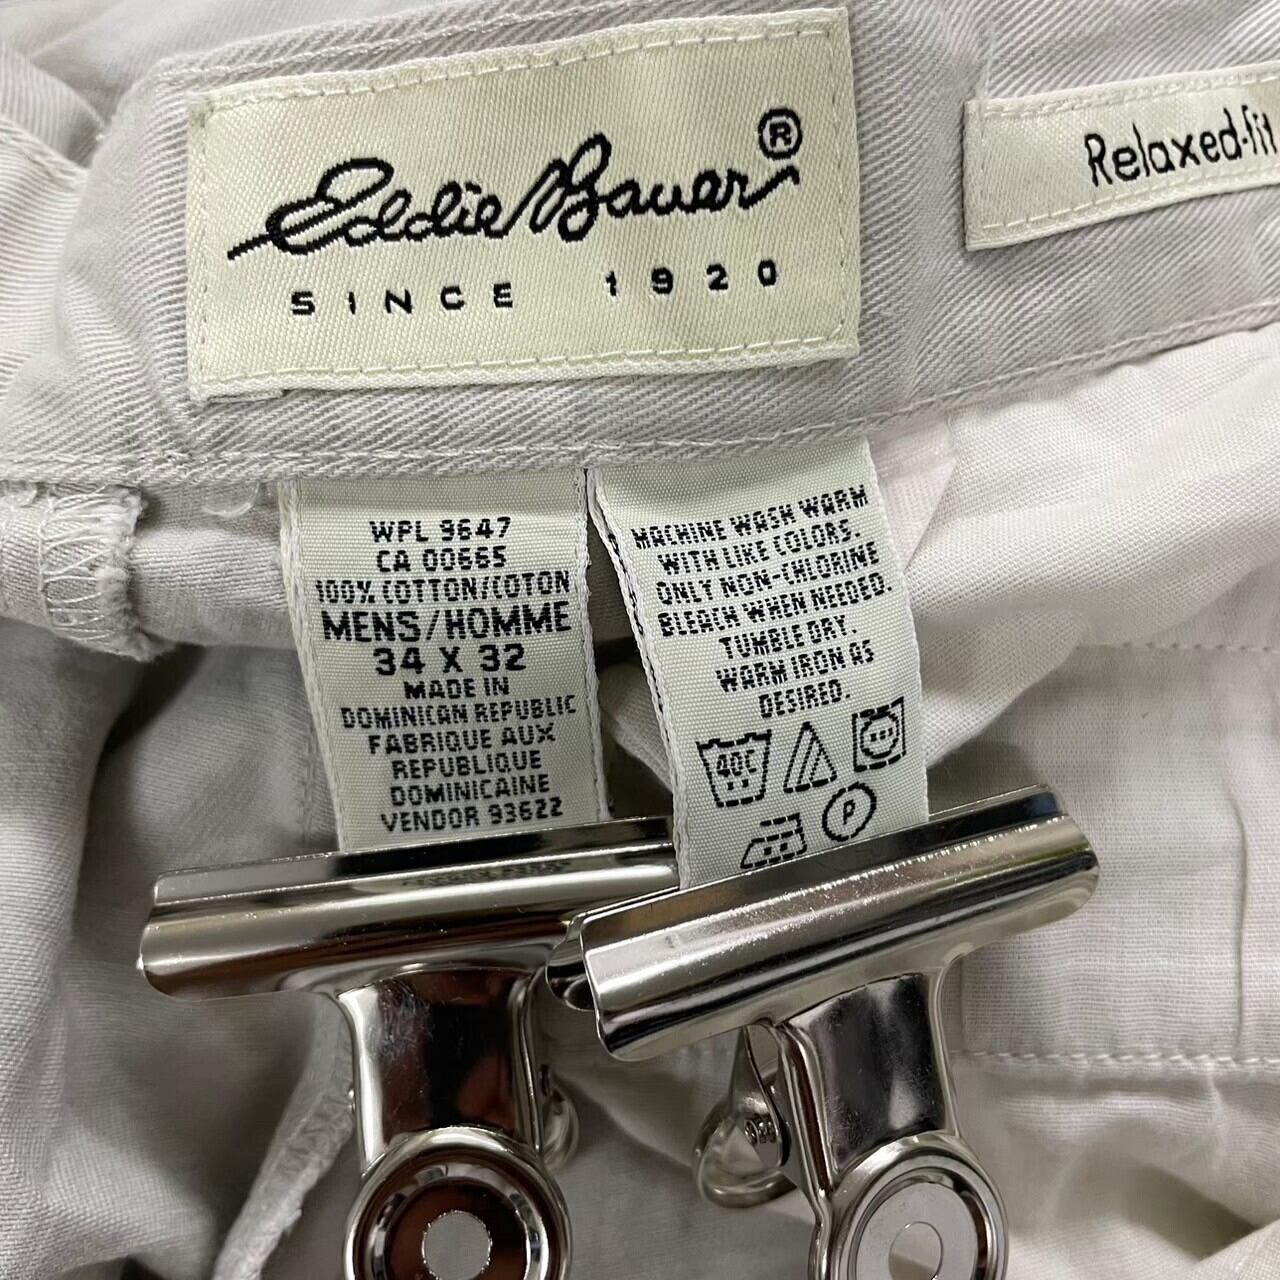 Eddie Bauer®
SINCE 1920
Relaxed-fit
WPL 9647
CA 00665
100% COTTON/COTON
MENS/HOMME
34 X 32
MADE IN
DOMINICAN REPUBLIC
FABRIQUE AUX
REPUBLIQUE
DOMINICAINE
VENDOR 93622
MACHINE WASH WARM
WITH LIKE COLORS.
ONLY NON-CHLORINE
BLEACH WHEN NEEDED.
TUMBLE DRY.
WARM IRON AS
DESIRED.
40C
P